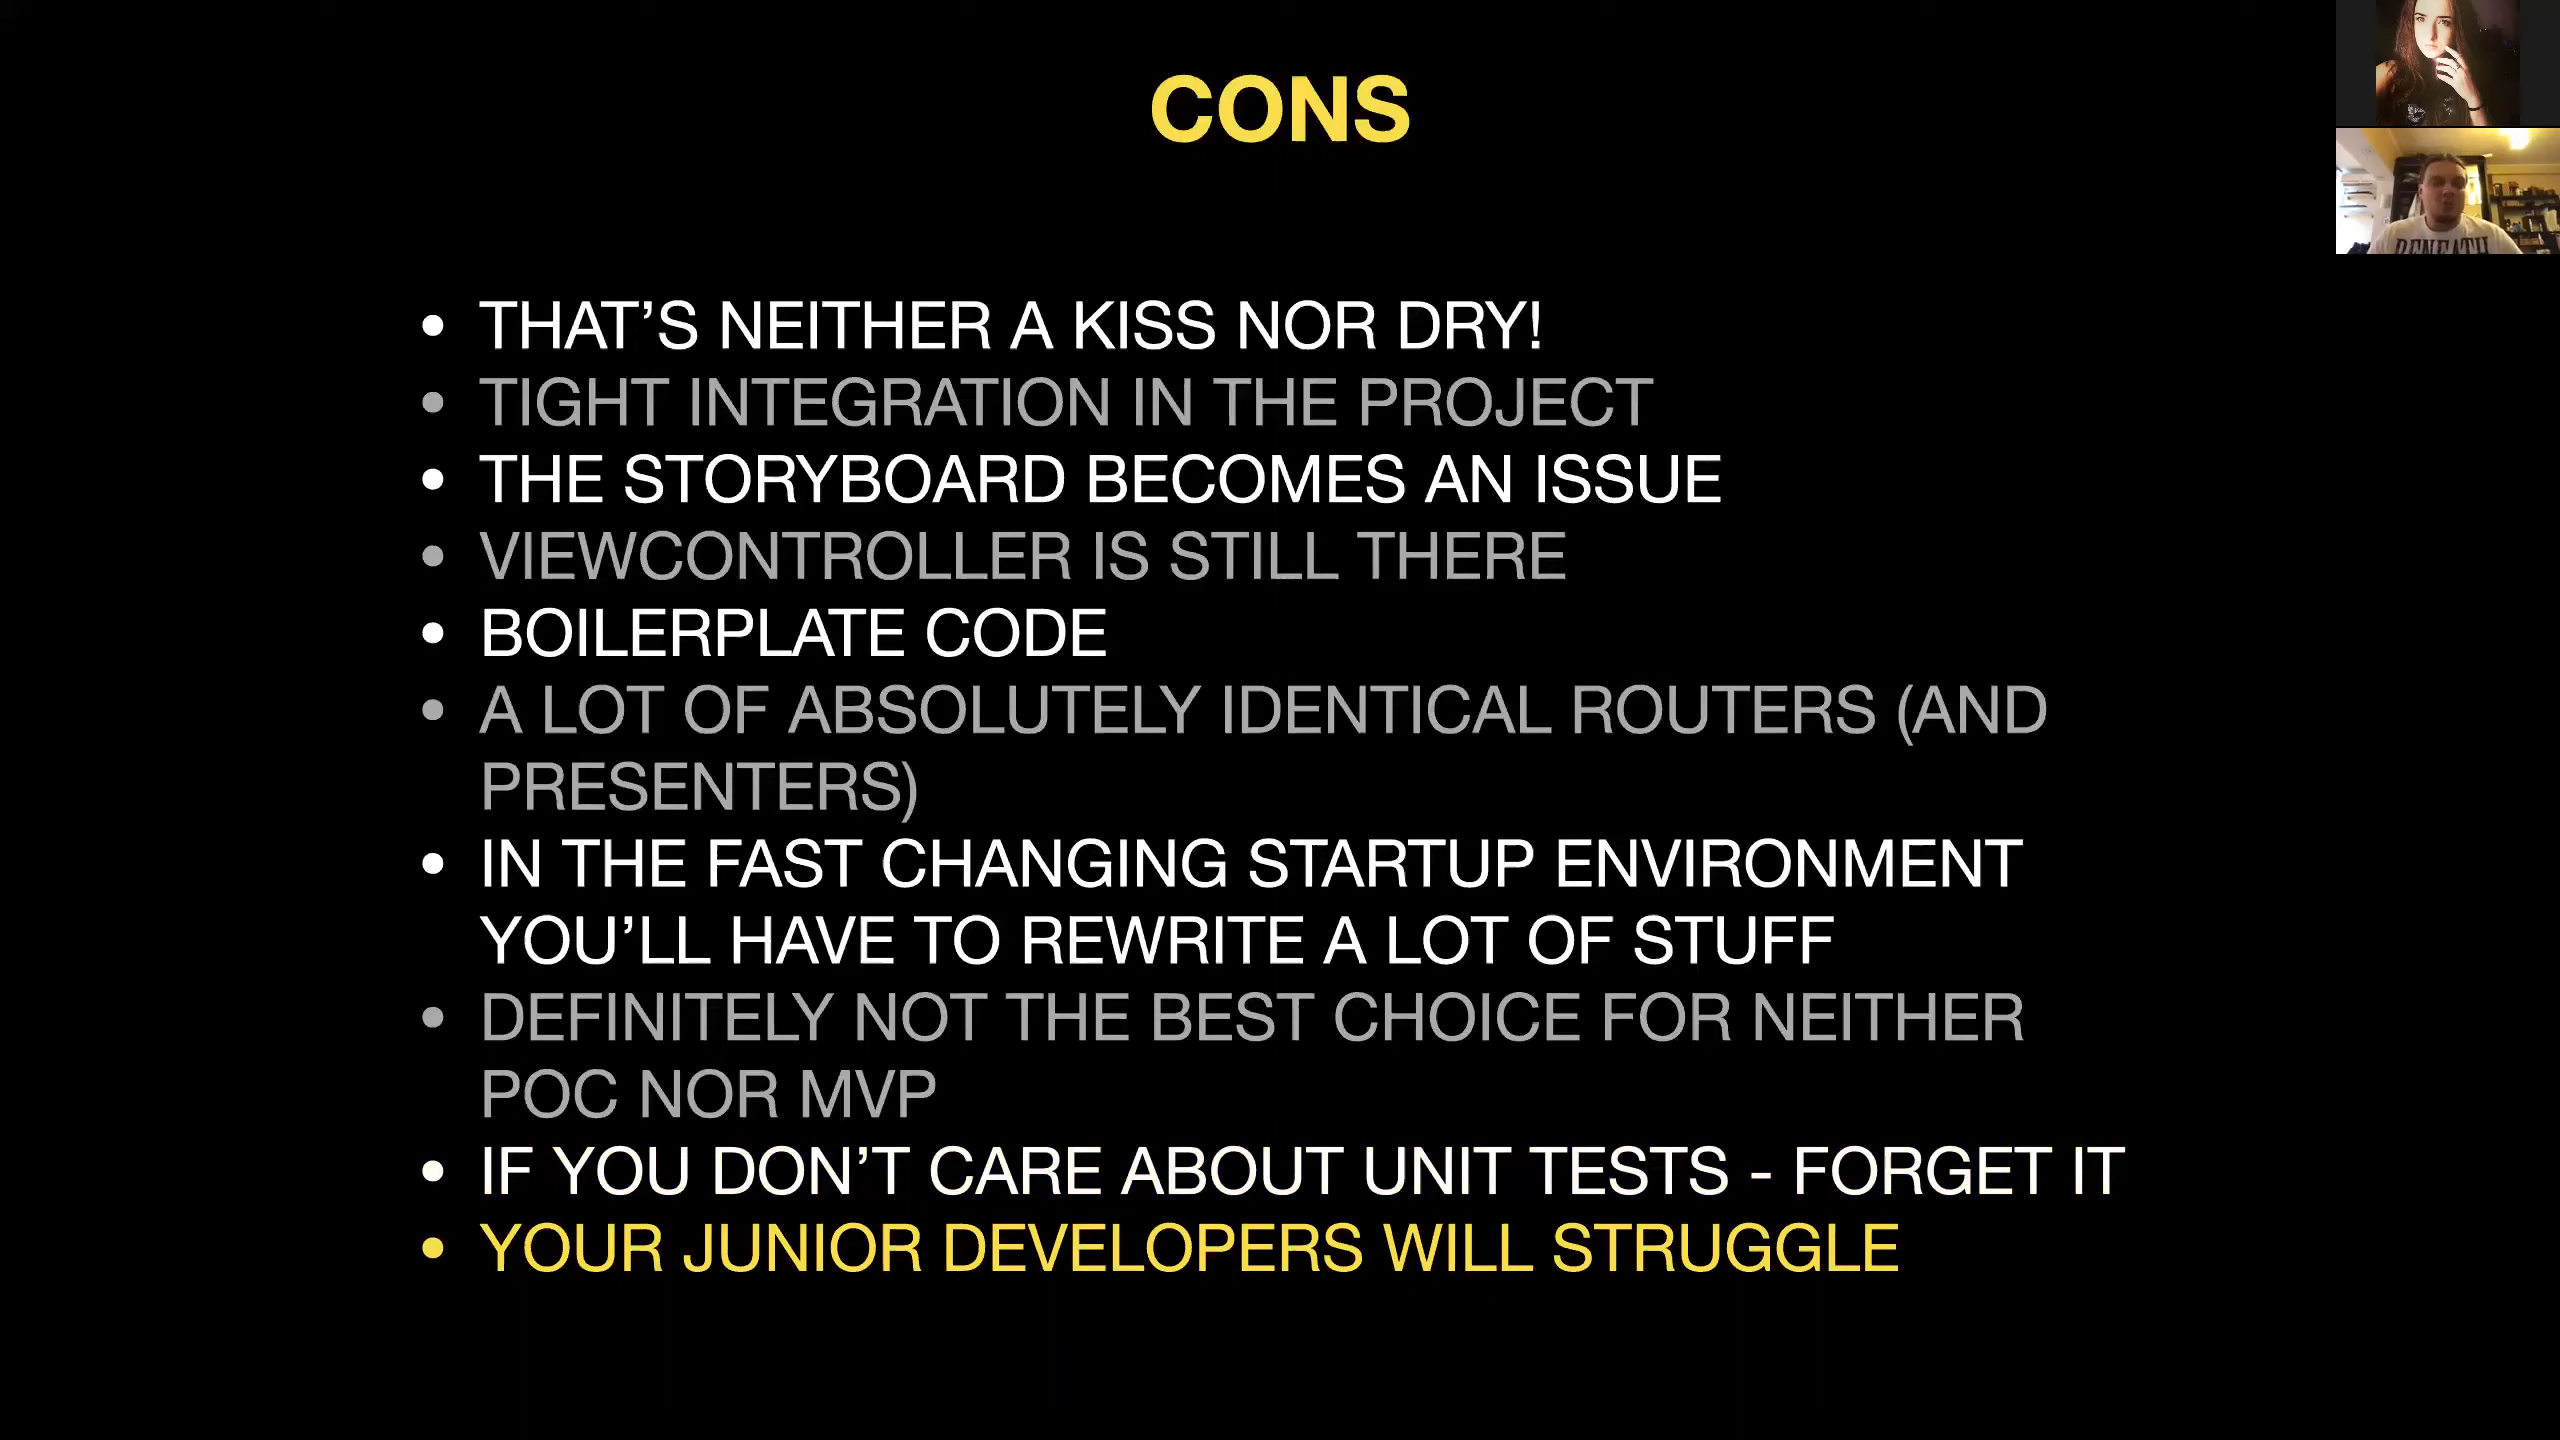 CONS
• THAT’S NEITHER A KISS NOR DRY!
• TIGHT INTEGRATION IN THE PROJECT
• THE STORYBOARD BECOMES AN ISSUE
• VIEWCONTROLLER IS STILL THERE
• BOILERPLATE CODE
• A LOT OF ABSOLUTELY IDENTICAL ROUTERS (AND
PRESENTERS)
• IN THE FAST CHANGING STARTUP ENVIRONMENT
YOU’LL HAVE TO REWRITE A LOT OF STUFF
• DEFINITELY NOT THE BEST CHOICE FOR NEITHER
POC NOR MVP
• IF YOU DON’T CARE ABOUT UNIT TESTS - FORGET IT
• YOUR JUNIOR DEVELOPERS WILL STRUGGLE
BENEATH